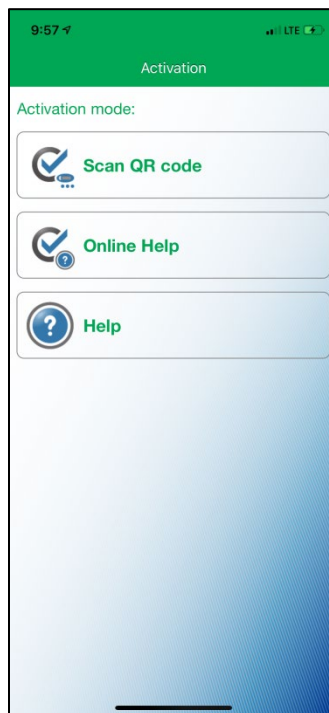 9:57
LTE
Activation
Activation mode:
Scan QR code
Online Help
Help